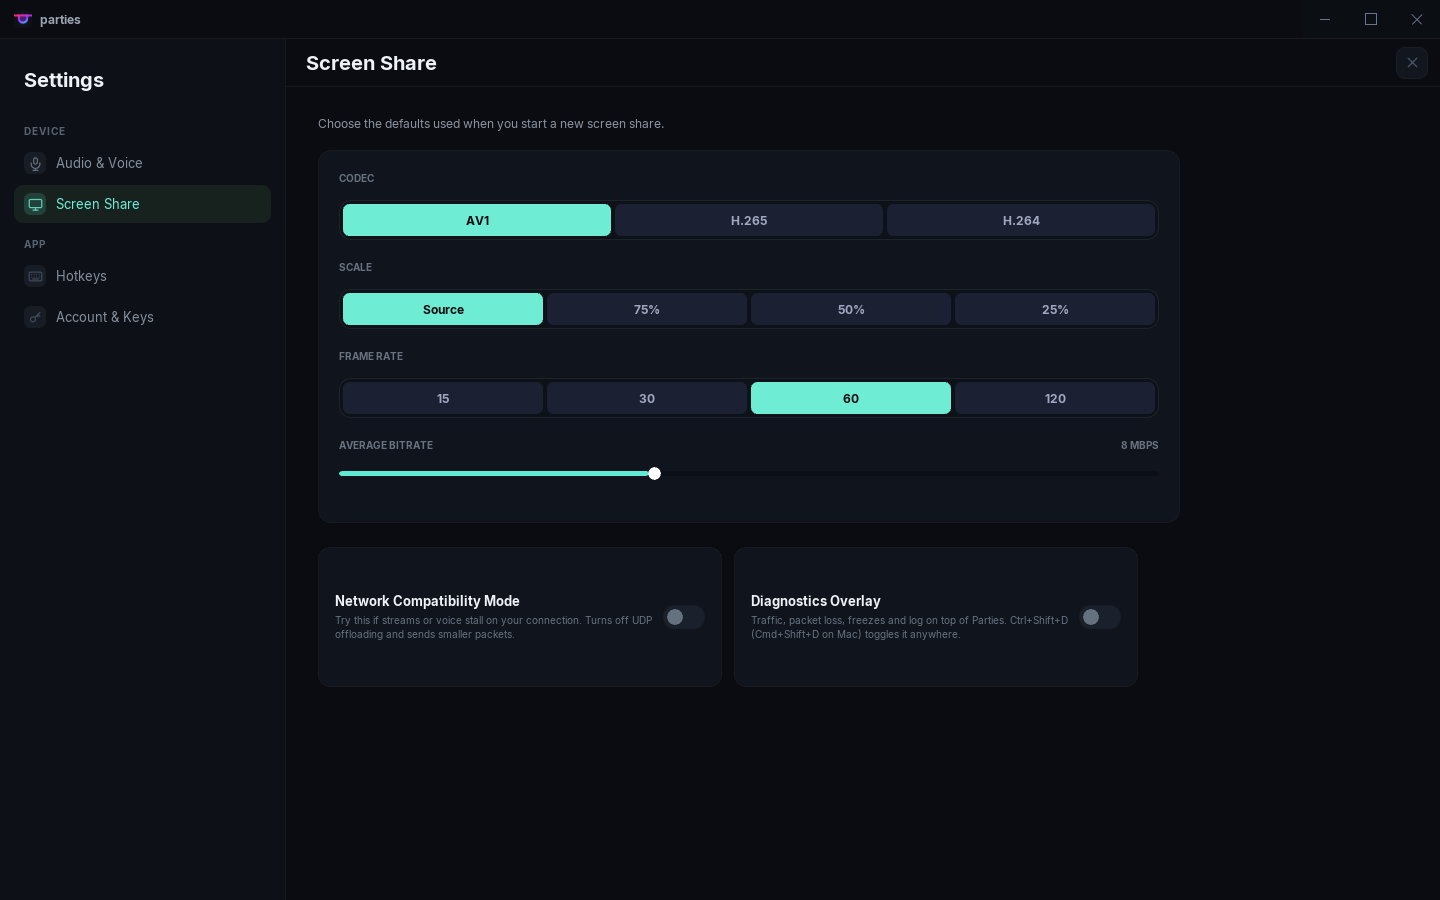 parties
Settings
DEVICE
Audio & Voice
Screen Share
APP
Hotkeys
Account & Keys
Screen Share
Choose the defaults used when you start a new screen share.
CODEC
AV1
H.265
H.264
SCALE
Source
75%
50%
25%
FRAME RATE
15
30
60
120
AVERAGE BITRATE
8 MBPS
Network Compatibility Mode
Try this if streams or voice stall on your connection. Turns off UDP
offloading and sends smaller packets.
Diagnostics Overlay
Traffic, packet loss, freezes and log on top of Parties. Ctrl+Shift+D
(Cmd+Shift+D on Mac) toggles it anywhere.